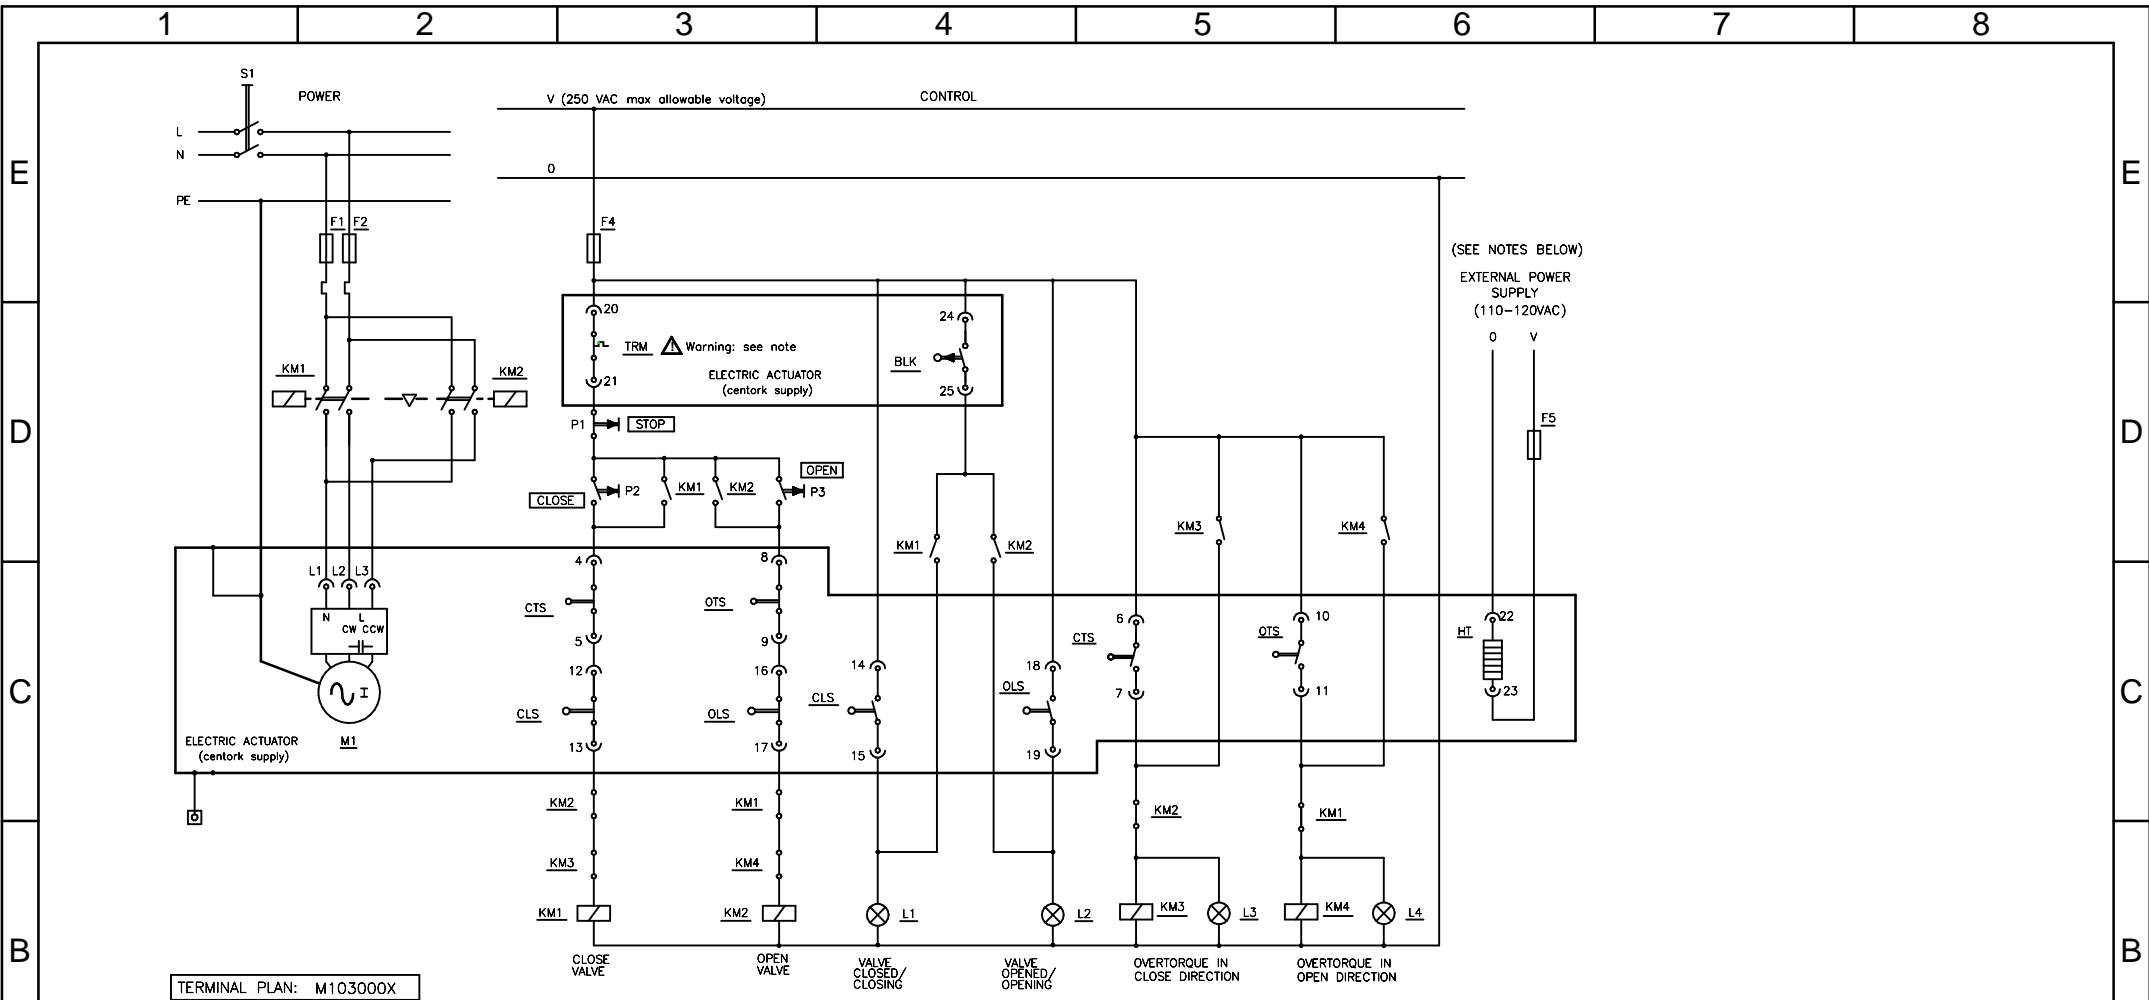 1 2 3 4 5 6 7 8
S1
POWER
V (250 VAC max allowable voltage)
CONTROL
L
N
O
E E
PE
F1 F2
F4
(SEE NOTES BELOW)
EXTERNAL POWER
SUPPLY
(110-120VAC)
O V
20
24
TRM Warning: see note
BLK
KM1
KM2
21
ELECTRIC ACTUATOR
(centork supply)
25
F5
P1 STOP
D D
OPEN
CLOSE
P2 KM1 KM2 P3
KM3 KM4
KM1 KM2
4 8
L1 L2 L3
N L
CW CCW
CTS OTS
5 9
6 10
CTS OTS HT 22
12 16 14 18
I
7 11 23
C C
CLS OLS CLS OLS
M1
ELECTRIC ACTUATOR
(centork supply)
13 17 15 19
KM2 KM1 KM2 KM1
KM3 KM4
KM1 KM2 L1 L2 KM3 L3 KM4 L4
B B
CLOSE
VALVE
OPEN
VALVE
VALVE
CLOSED/
CLOSING
VALVE
OPENED/
OPENING
OVERTORQUE IN
CLOSE DIRECTION
OVERTORQUE IN
OPEN DIRECTION
TERMINAL PLAN: M103000X